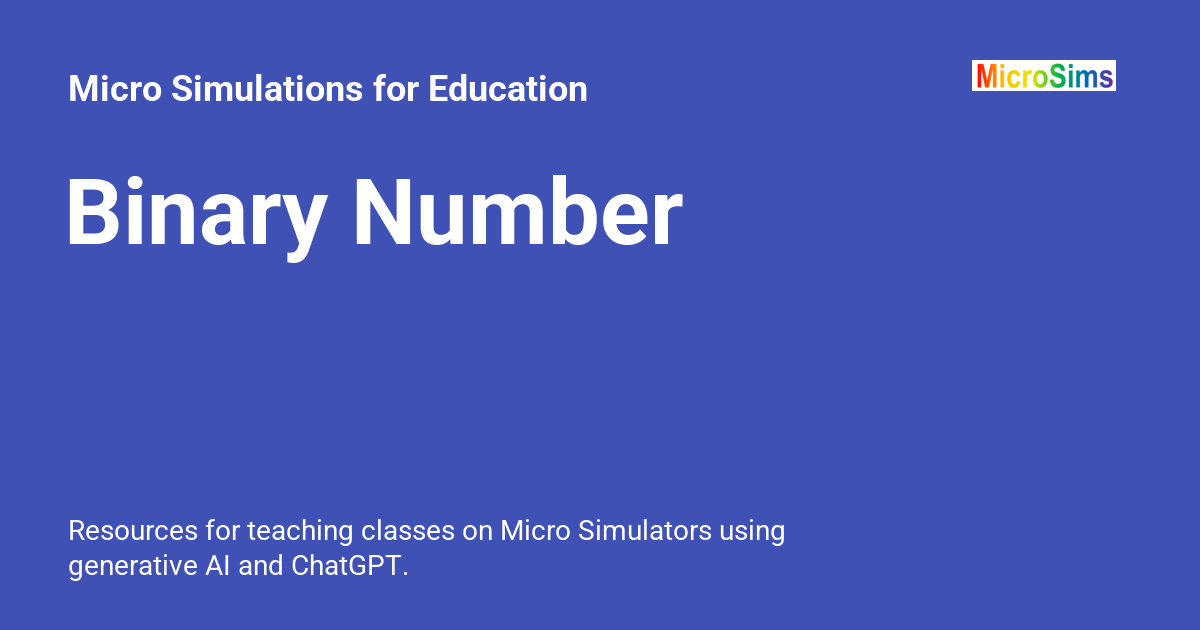 Micro Simulations for Education
MicroSims
Binary Number
Resources for teaching classes on Micro Simulators using
generative AI and ChatGPT.